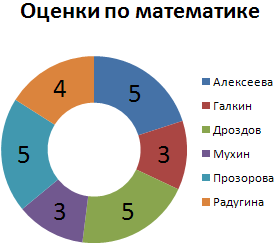 Оценки по математике
5
3
5
3
5
4
Алексеева
Галкин
Дроздов
Мухин
Прозорова
Радугина